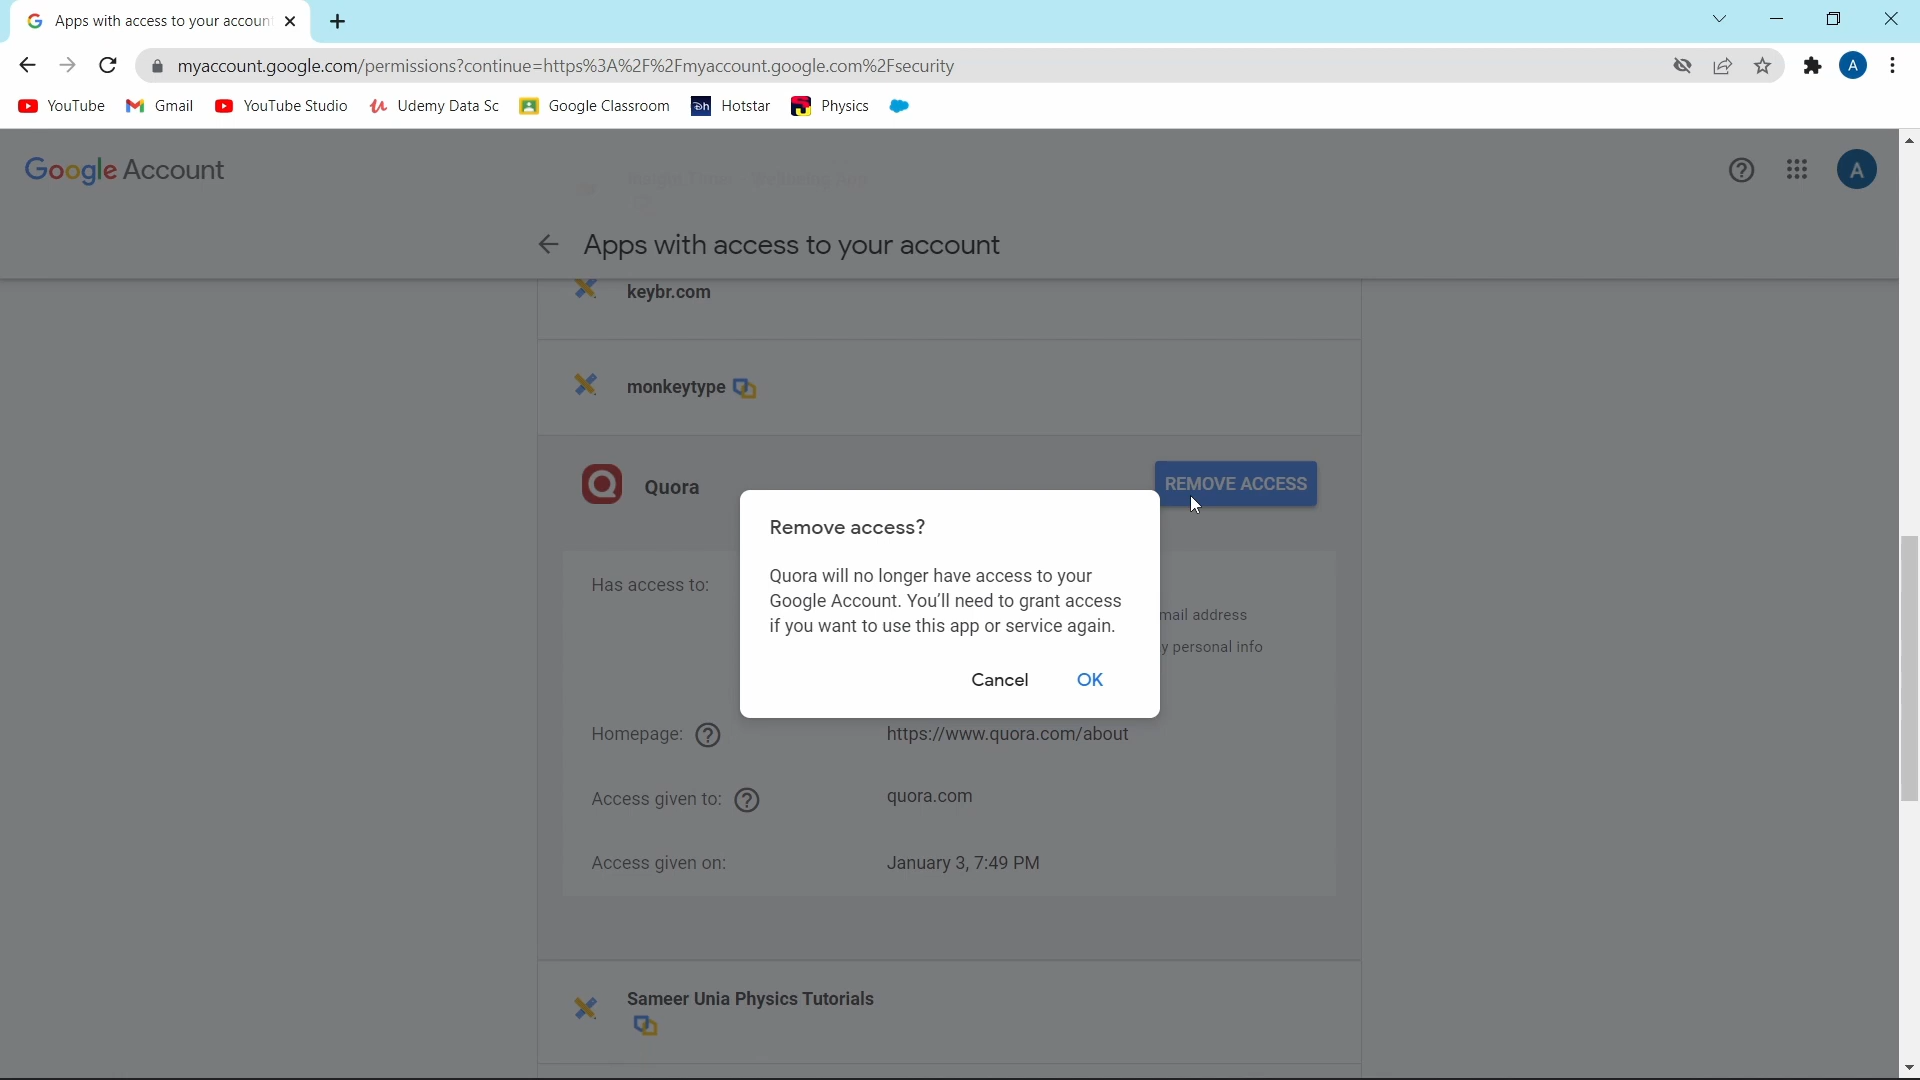 Apps with access to your accoun
myaccount.google.com/permissions?continue=https%3A%2F%2Fmyaccount.google.com%2Fsecurity
A
YouTube
Gmail
YouTube Studio
Udemy Data Sc
Google Classroom
Hotstar
Physics
Google Account
A
Apps with access to your account
keybr.com
monkeytype
Quora
REMOVE ACCESS
Remove access?
Quora will no longer have access to your
Google Account. You'll need to grant access
if you want to use this app or service again.
Cancel
OK
Has access to:
mail address
y personal info
Homepage:
https://www.quora.com/about
Access given to:
quora.com
Access given on:
January 3, 7:49 PM
Sameer Unia Physics Tutorials